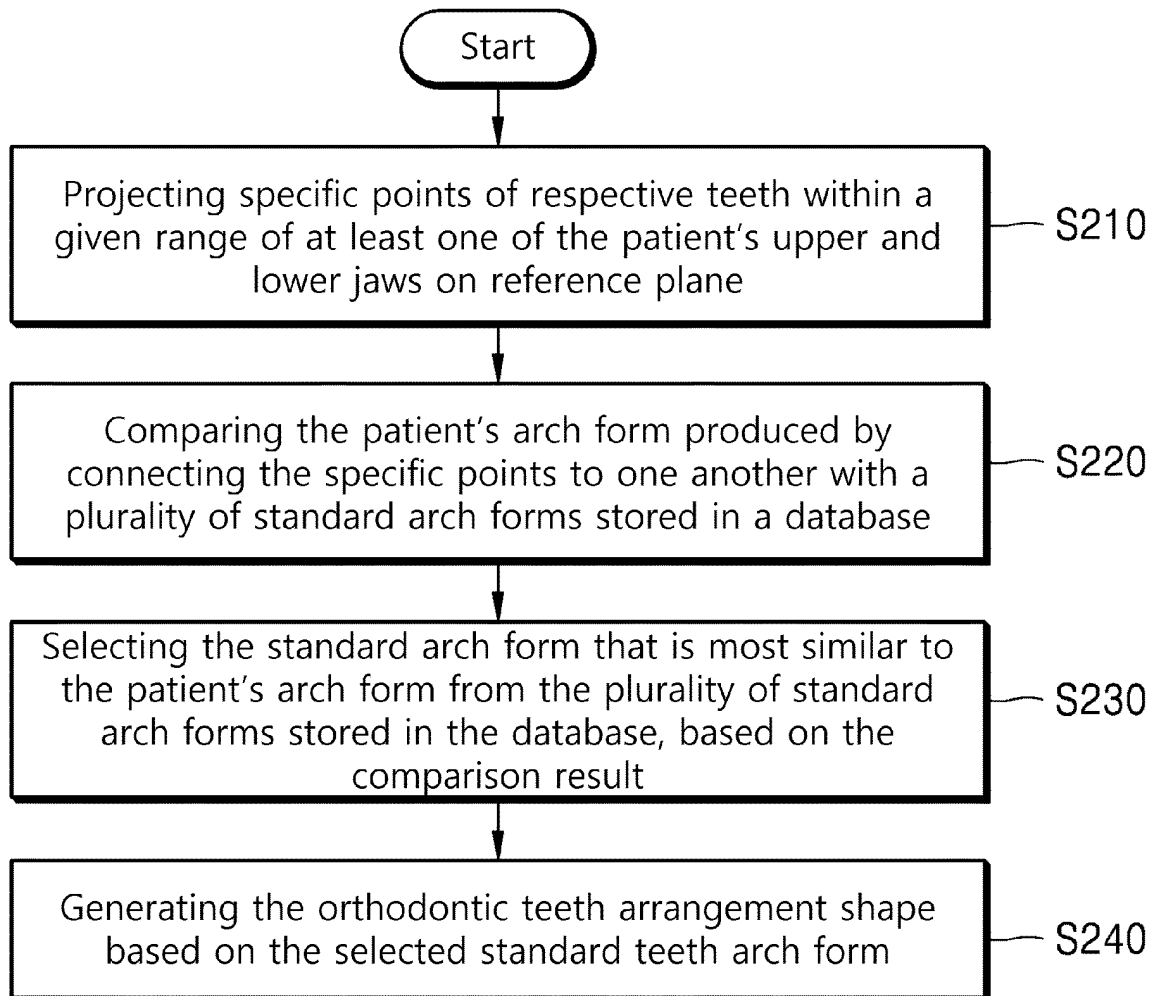 Start
Projecting specific points of respective teeth within a
given range of at least one of the patient's upper and
lower jaws on reference plane
S210
Comparing the patient's arch form produced by
connecting the specific points to one another with a
plurality of standard arch forms stored in a database
S220
Selecting the standard arch form that is most similar to
the patient's arch form from the plurality of standard
arch forms stored in the database, based on the
comparison result
S230
Generating the orthodontic teeth arrangement shape
based on the selected standard teeth arch form
S240